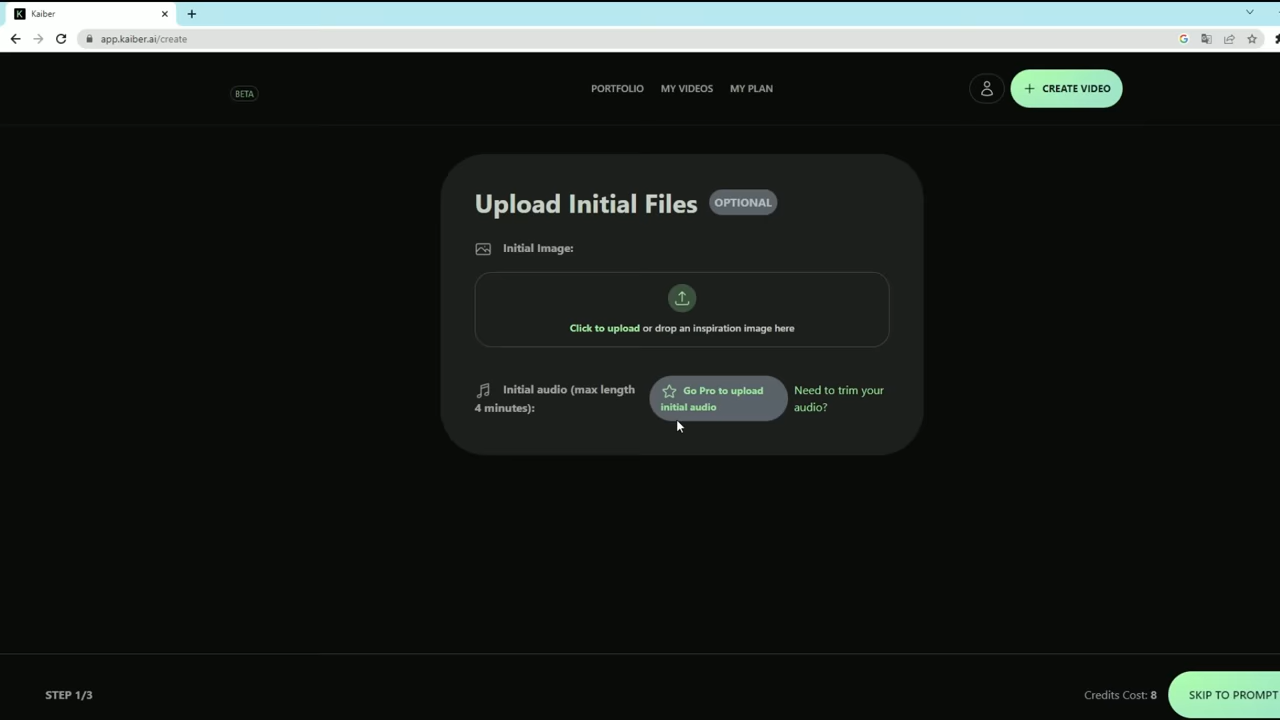 Kaiber
app.kaiber.ai/create
BETA
PORTFOLIO MY VIDEOS MY PLAN
CREATE VIDEO
Upload Initial Files OPTIONAL
Initial Image:
Click to upload or drop an inspiration image here
Initial audio (max length
4 minutes):
Go Pro to upload
initial audio
Need to trim your
audio?
STEP 1/3
Credits Cost: 8
SKIP TO PROMPT